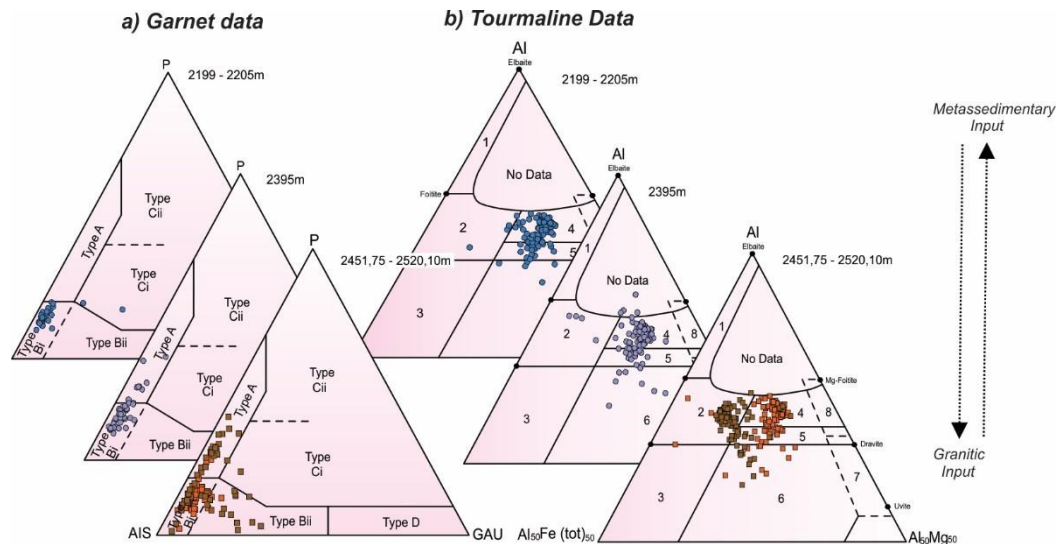 a) Garnet data
b) Tourmaline Data
P
2199 - 2205m
Type
Cii
Type A
Type
Ci
Type
Bi
Type Bii
P
2395m
Type
Cii
Type A
Type
Ci
Type
Bi
Type Bii
P
2451,75 - 2520,10m
Type
Cii
Type A
Type
Ci
Type
Bi
Type Bii
Type D
AIS
GAU
Al
Elbaite
2199 - 2205m
1
No Data
Foitite
2
4
5
3
Al
Elbaite
2395m
1
No Data
2
4
8
5
3
6
Al
Elbaite
1
No Data
Mg-Foitite
2
4
8
5
Dravite
7
3
6
Uvite
Al₅₀Fe (tot)₅₀
Al₅₀Mg₅₀
Metassedimentary
Input
Granitic
Input